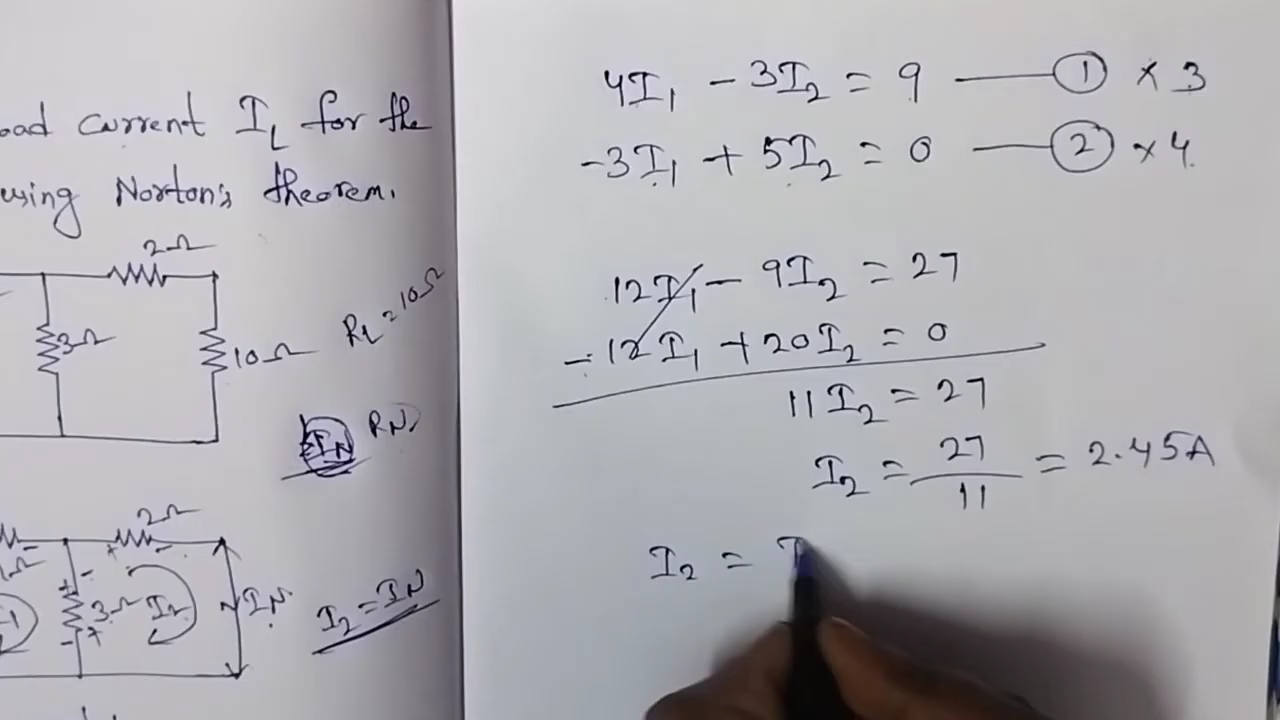 oad current I_L for the
using Norton's theorem.
2Ω
3Ω
10Ω
R_L = 10Ω
I_N R_N
2Ω
3Ω
I_2
I_N
I_2 = I_N
4I_1 - 3I_2 = 9 — ① × 3
-3I_1 + 5I_2 = 0 — ② × 4
12I_1 - 9I_2 = 27
-12I_1 + 20I_2 = 0
11I_2 = 27
I_2 = 27/11 = 2.45A
I_2 = I